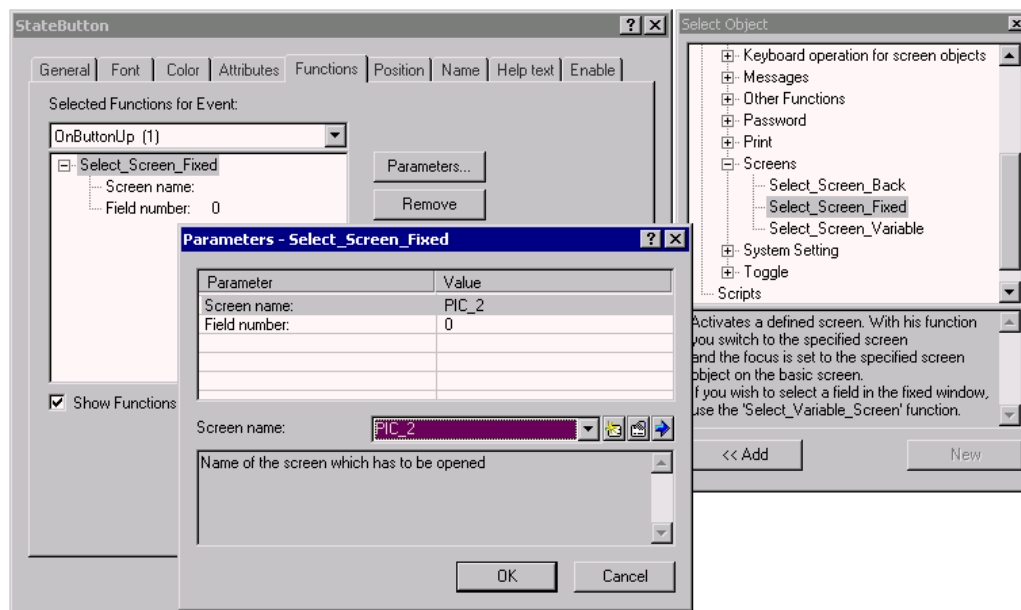 StateButton
General Font Color Attributes Functions Position Name Help text Enable
Selected Functions for Event:
OnButtonUp (1)
Select_Screen_Fixed
Screen name:
Field number: 0
Parameters...
Remove
Show Functions
Parameters - Select_Screen_Fixed
Parameter Value
Screen name: PIC_2
Field number: 0
Screen name: PIC_2
Name of the screen which has to be opened
OK Cancel
Select Object
Keyboard operation for screen objects
Messages
Other Functions
Password
Print
Screens
Select_Screen_Back
Select_Screen_Fixed
Select_Screen_Variable
System Setting
Toggle
Scripts
Activates a defined screen. With his function
you switch to the specified screen
and the focus is set to the specified screen
object on the basic screen.
If you wish to select a field in the fixed window,
use the 'Select_Variable_Screen' function.
<< Add New